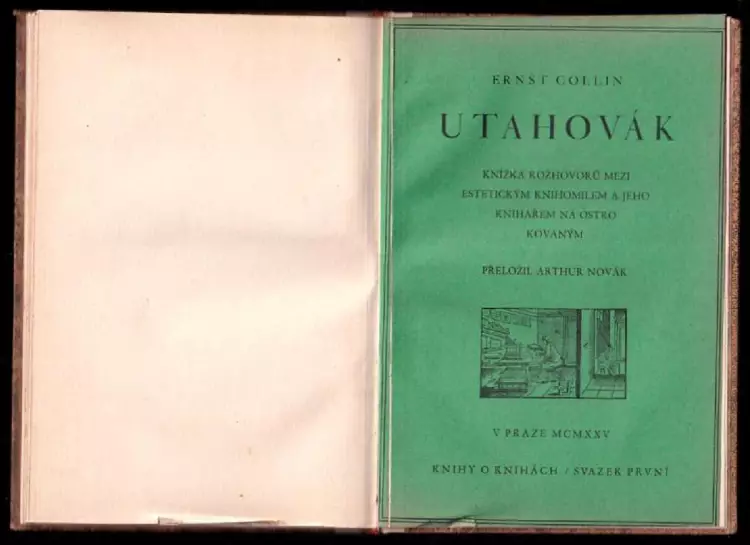 ERNST COLLIN
UTAHOVÁK
KNÍŽKA ROZHOVORŮ MEZI
ESTETICKÝM KNIHOMILEM A JEHO
KNIHAŘEM NA OSTRO
KOVANÝM
PŘELOŽIL ARTHUR NOVÁK
V PRAZE MCMXXV
KNIHY O KNIHÁCH / SVAZEK PRVNÍ